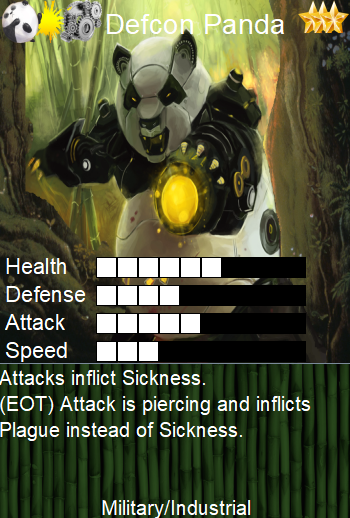 Defcon Panda
Health
Defense
Attack
Speed
Attacks inflict Sickness.
(EOT) Attack is piercing and inflicts
Plague instead of Sickness.
Military/Industrial